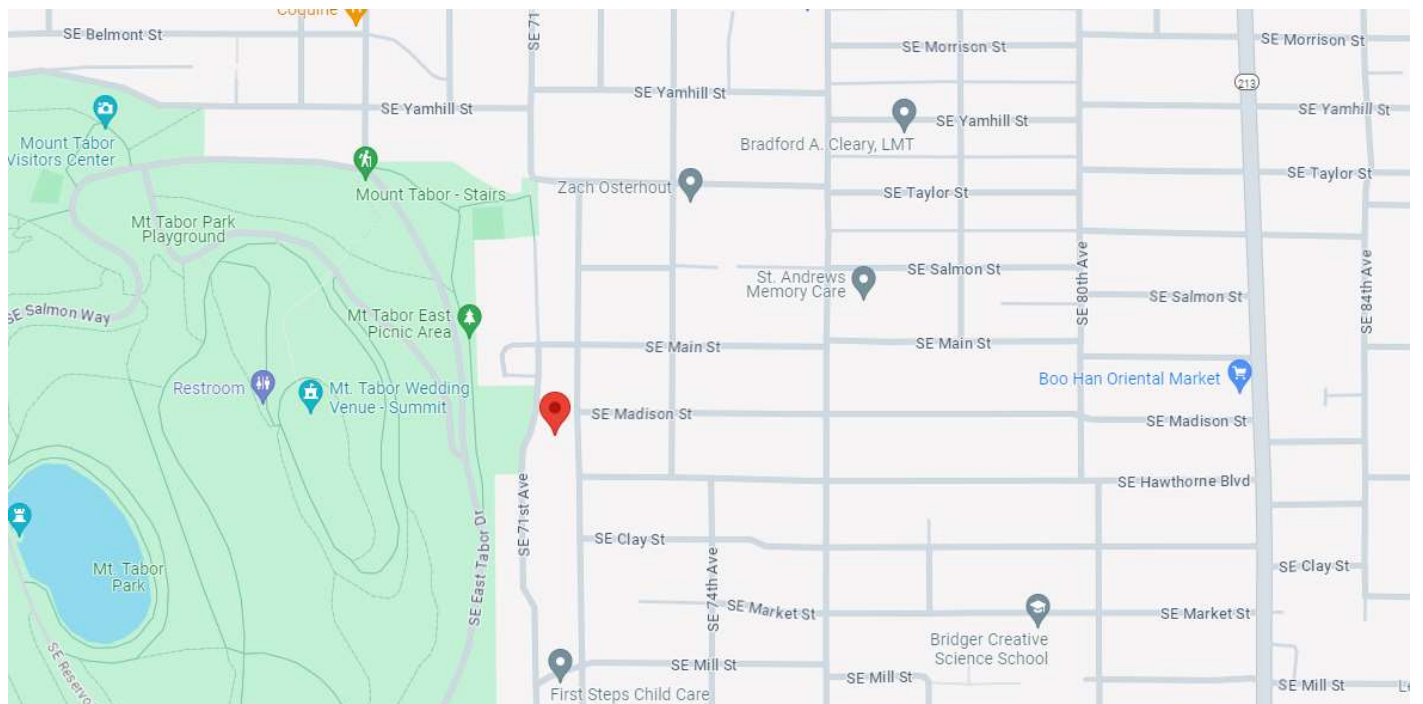 Coquine
SE Belmont St
SE 71
SE Morrison St
SE Morrison St
213
SE Yamhill St
SE Yamhill St
SE Yamhill St
SE Yamhill St
Mount Tabor
Visitors Center
Bradford A. Cleary, LMT
Mount Tabor - Stairs
Zach Osterhout
SE Taylor St
SE Taylor St
Mt Tabor Park
Playground
SE 80th Ave
SE 84th Ave
St. Andrews
Memory Care
SE Salmon St
SE Salmon St
SE Salmon Way
Mt Tabor East
Picnic Area
SE Main St
SE Main St
Restroom
Mt. Tabor Wedding
Venue - Summit
Boo Han Oriental Market
SE Madison St
SE Madison St
SE Hawthorne Blvd
SE 71st Ave
SE East Tabor Dr
SE Clay St
SE Clay St
Mt. Tabor
Park
SE 74th Ave
SE Market St
SE Market St
Bridger Creative
Science School
SE Reservo
SE Mill St
SE Mill St
SE Mill St
First Steps Child Care
Le